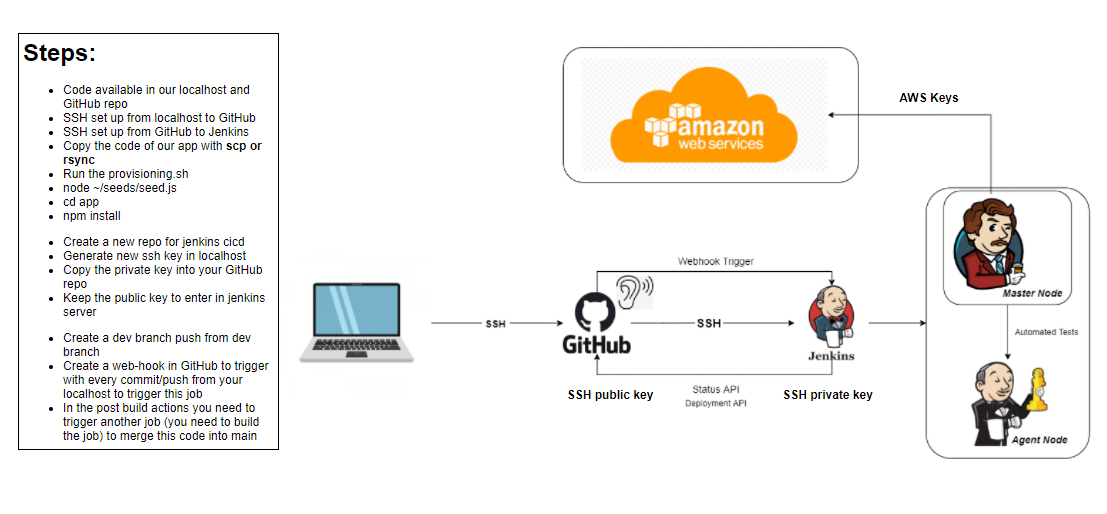 Steps:
Code available in our localhost and
GitHub repo
SSH set up from localhost to GitHub
SSH set up from GitHub to Jenkins
Copy the code of our app with scp or
rsync
Run the provisioning.sh
node ~/seeds/seed.js
cd app
npm install
Create a new repo for jenkins cicd
Generate new ssh key in localhost
Copy the private key into your GitHub
repo
Keep the public key to enter in jenkins
server
Create a dev branch push from dev
branch
Create a web-hook in GitHub to trigger
with every commit/push from your
localhost to trigger this job
In the post build actions you need to
trigger another job (you need to build
the job) to merge this code into main
amazon
web services
AWS Keys
Webhook Trigger
SSH
GitHub
SSH
Jenkins
Master Node
Automated Tests
Agent Node
SSH public key
Status API
Deployment API
SSH private key